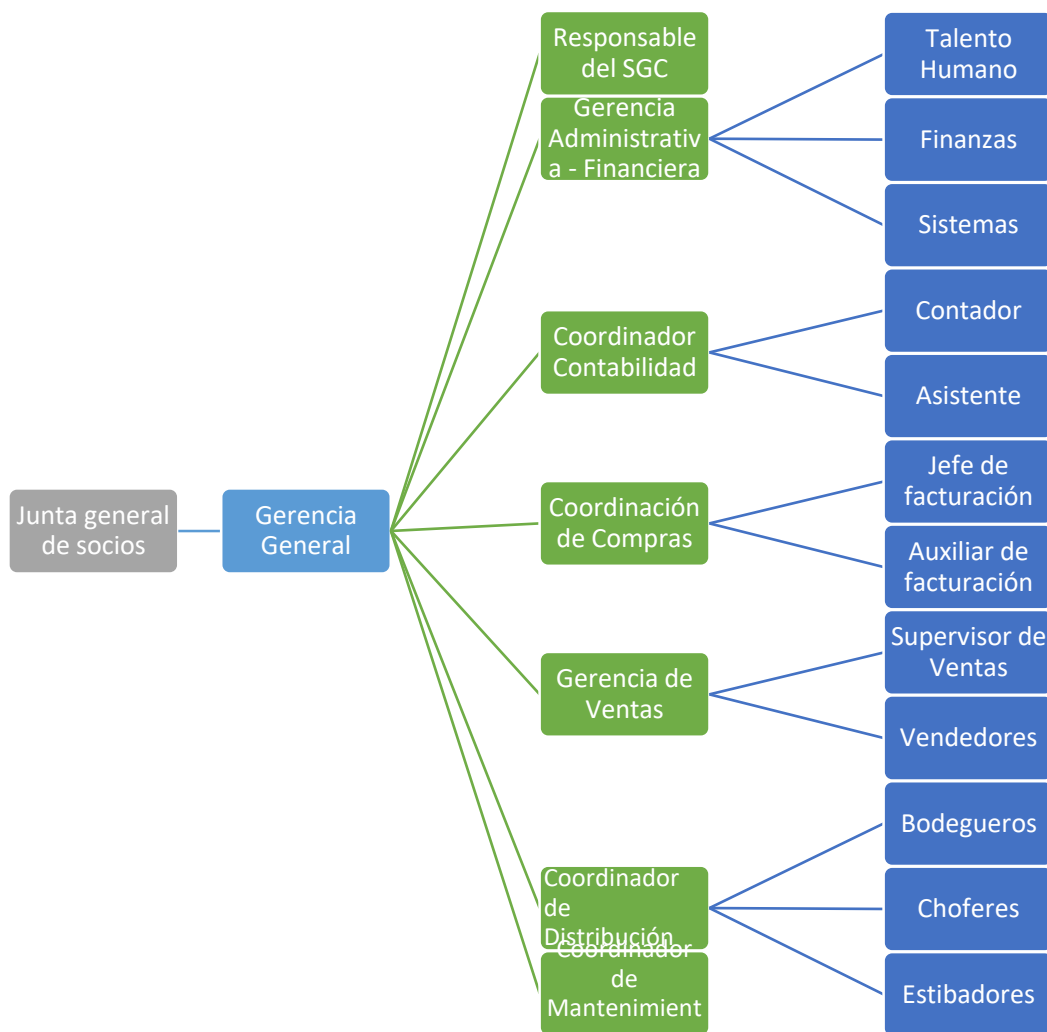 Junta general
de socios
Gerencia
General
Responsable
del SGC
Gerencia
Administrativ
a - Financiera
Talento
Humano
Finanzas
Sistemas
Coordinador
Contabilidad
Contador
Asistente
Coordinación
de Compras
Jefe de
facturación
Auxiliar de
facturación
Gerencia de
Ventas
Supervisor de
Ventas
Vendedores
Coordinador
de
Distribución
Bodegueros
Choferes
Estibadores
Coordinador
de
Mantenimient